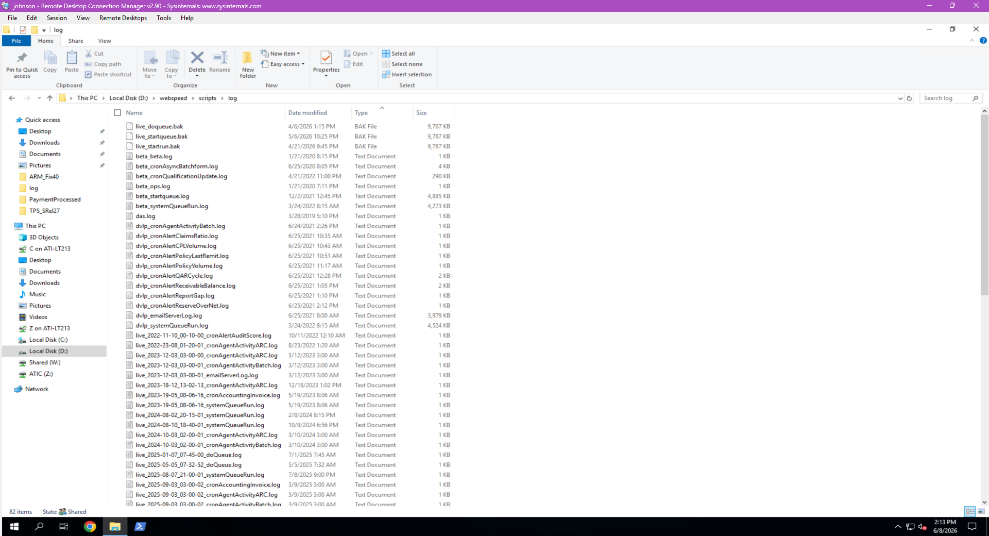 johnson - Remote Desktop Connection Manager v2.90 - Sysinternals: www.sysinternals.com
File Edit Session View Remote Desktops Tools Help
log
File Home Share View
Pin to Quick access
Copy
Paste
Cut
Copy path
Paste shortcut
Move to
Copy to
Delete
Rename
New folder
New item
Easy access
Properties
Open
Edit
Select all
Select none
Invert selection
Clipboard Organize New Open Select
This PC > Local Disk (D:) > webspeed > scripts > log
Search log
Quick access
Desktop
Downloads
Documents
Pictures
ARM_Fix40
log
PaymentProcessed
TPS_SRel27
This PC
3D Objects
C on ATI-LT213
Desktop
Documents
Downloads
Music
Pictures
Videos
Z on ATI-LT213
Local Disk (C:)
Local Disk (D:)
Shared (W:)
ATIC (Z:)
Network
Name Date modified Type Size
live_doqueue.bak 4/6/2026 1:15 PM BAK File 9,767 KB
live_startqueue.bak 5/6/2026 10:25 PM BAK File 9,767 KB
live_startrun.bak 4/21/2026 9:45 PM BAK File 9,767 KB
beta_beta.log 1/21/2020 8:15 PM Text Document 1 KB
beta_cronAsyncBatchform.log 6/25/2020 8:05 PM Text Document 4 KB
beta_cronQualificationUpdate.log 4/21/2022 11:00 PM Text Document 290 KB
beta_ops.log 1/21/2020 7:11 PM Text Document 1 KB
beta_startqueue.log 12/2/2021 12:45 PM Text Document 4,885 KB
beta_systemQueueRun.log 3/24/2022 8:15 AM Text Document 4,273 KB
das.log 3/28/2019 5:10 PM Text Document 1 KB
dvlp_cronAgentActivityBatch.log 6/24/2021 2:26 PM Text Document 1 KB
dvlp_cronAlertClaimsRatio.log 6/25/2021 10:35 AM Text Document 1 KB
dvlp_cronAlertCPLVolume.log 6/25/2021 10:43 AM Text Document 1 KB
dvlp_cronAlertPolicyLastRemit.log 6/25/2021 10:51 AM Text Document 1 KB
dvlp_cronAlertPolicyVolume.log 6/25/2021 11:17 AM Text Document 1 KB
dvlp_cronAlertQARCycle.log 6/25/2021 12:28 PM Text Document 2 KB
dvlp_cronAlertReceivableBalance.log 6/25/2021 1:05 PM Text Document 2 KB
dvlp_cronAlertReportGap.log 6/25/2021 1:10 PM Text Document 1 KB
dvlp_cronAlertReserveOverNet.log 6/25/2021 2:12 PM Text Document 1 KB
dvlp_emailServerLog.log 6/25/2021 8:00 AM Text Document 3,979 KB
dvlp_systemQueueRun.log 3/24/2022 8:15 AM Text Document 4,524 KB
live_2022-11-10_00-10-00_cronAlertAuditScore.log 10/11/2022 12:10 AM Text Document 1 KB
live_2022-23-08_01-20-01_cronAgentActivityARC.log 8/23/2022 1:20 AM Text Document 1 KB
live_2023-12-03_03-00-00_cronAgentActivityARC.log 3/12/2023 3:00 AM Text Document 1 KB
live_2023-12-03_03-00-01_cronAgentActivityBatch.log 3/12/2023 3:00 AM Text Document 1 KB
live_2023-12-03_03-00-01_emailServerLog.log 3/12/2023 3:00 AM Text Document 1 KB
live_2023-18-12_13-02-13_cronAgentActivityARC.log 12/18/2023 1:02 PM Text Document 1 KB
live_2023-19-05_08-06-16_cronAccountingInvoice.log 5/19/2023 8:06 AM Text Document 1 KB
live_2023-19-05_08-06-16_systemQueueRun.log 5/19/2023 8:06 AM Text Document 1 KB
live_2024-08-02_20-15-01_systemQueueRun.log 2/8/2024 8:15 PM Text Document 1 KB
live_2024-08-10_18-40-01_systemQueueRun.log 10/8/2024 6:56 PM Text Document 1 KB
live_2024-10-03_02-00-01_cronAgentActivityARC.log 3/10/2024 3:00 AM Text Document 1 KB
live_2024-10-03_02-00-01_cronAgentActivityBatch.log 3/10/2024 3:00 AM Text Document 1 KB
live_2025-01-07_07-45-00_doQueue.log 7/1/2025 7:45 AM Text Document 1 KB
live_2025-05-05_07-32-52_doQueue.log 5/5/2025 7:32 AM Text Document 1 KB
live_2025-08-07_21-00-01_systemQueueRun.log 7/8/2025 9:00 PM Text Document 1 KB
live_2025-09-03_03-00-02_cronAccountingInvoice.log 3/9/2025 3:00 AM Text Document 1 KB
live_2025-09-03_03-00-02_cronAgentActivityARC.log 3/9/2025 3:00 AM Text Document 1 KB
live_2025-09-03_03-00-02_cronAgentActivityBatch.log 3/9/2025 3:00 AM Text Document 1 KB
82 items State: Shared
2:13 PM
6/8/2026